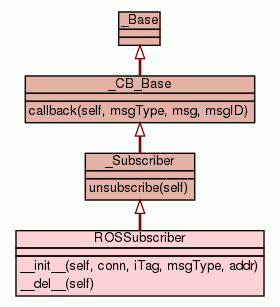 _Base
_CB_Base
callback(self, msgType, msg, msgID)
_Subscriber
unsubscribe(self)
ROSSubscriber
__init__(self, conn, iTag, msgType, addr)
__del__(self)